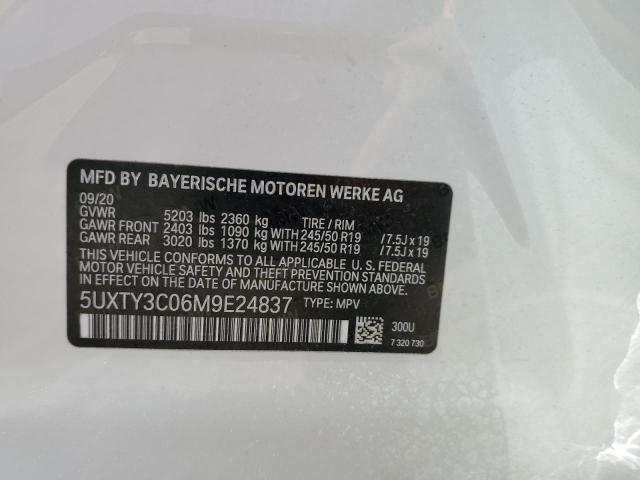 MFD BY BAYERISCHE MOTOREN WERKE AG
09/20
GVWR 5203 lbs 2360 kg TIRE / RIM
GAWR FRONT 2403 lbs 1090 kg WITH 245/50 R19 /7.5J x 19
GAWR REAR 3020 lbs 1370 kg WITH 245/50 R19 /7.5J x 19
THIS VEHICLE CONFORMS TO ALL APPLICABLE U. S. FEDERAL
MOTOR VEHICLE SAFETY, BUMPER, AND THEFT PREVENTION STANDARDS
IN EFFECT ON THE DATE OF MANUFACTURE SHOWN ABOVE.
5UXTY3C06M9E24837 TYPE: MPV
300U
7 320 730